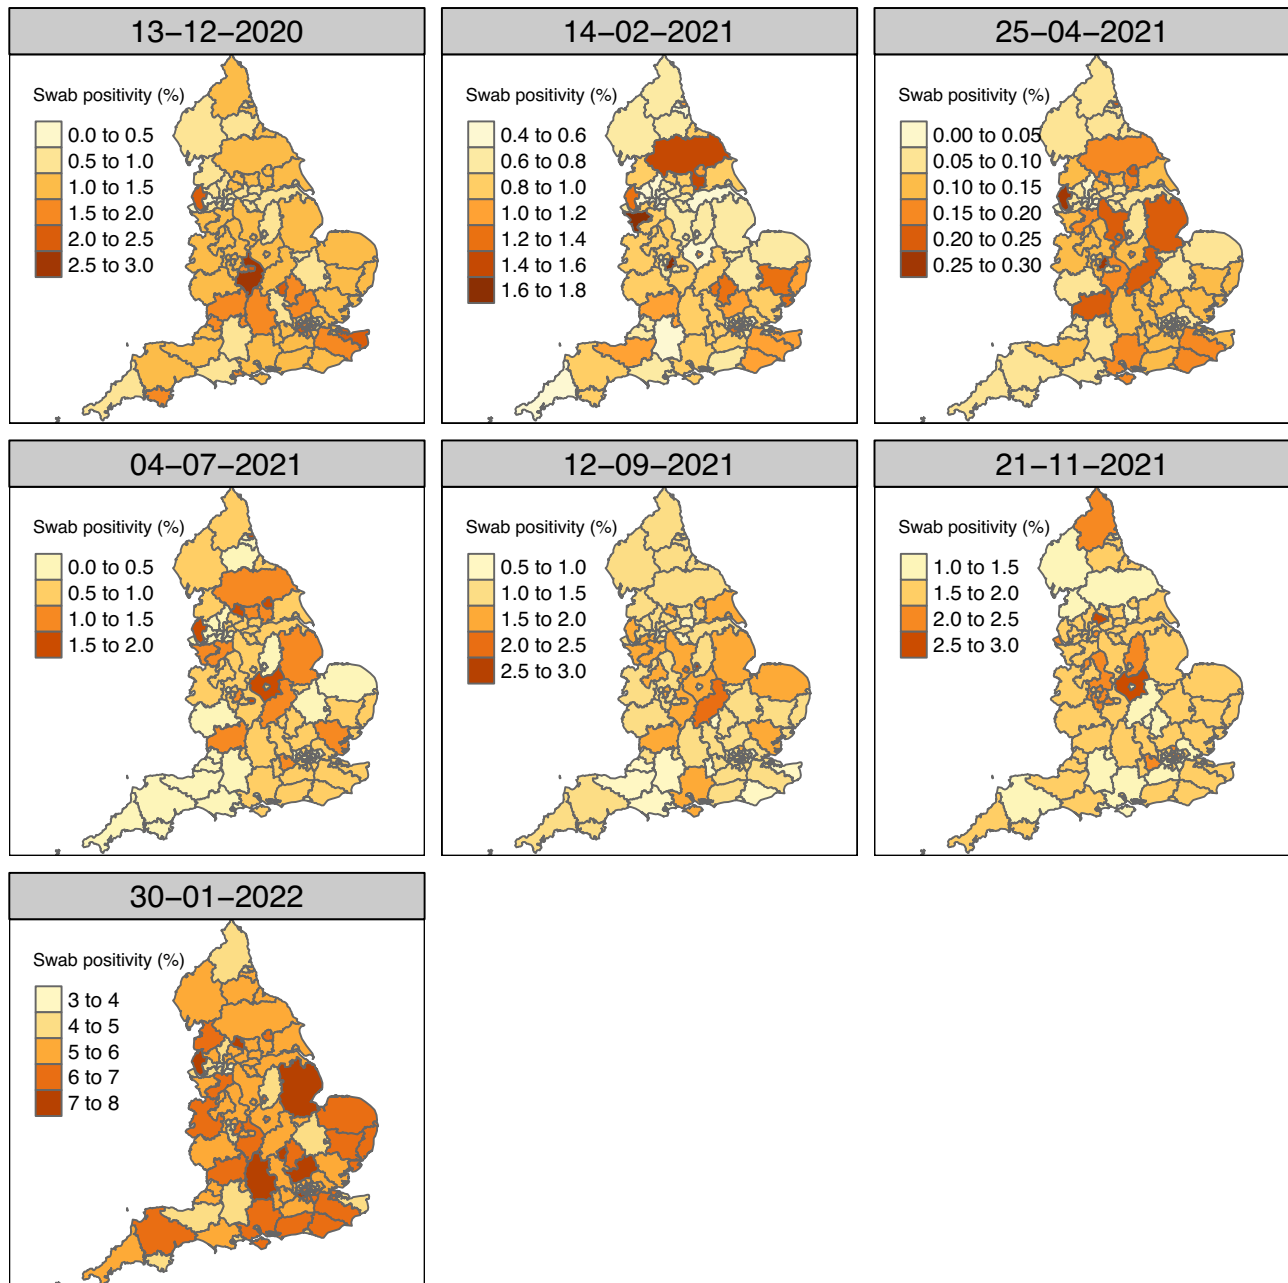 13−12−2020
Swab positivity (%)
0.0 to 0.5
0.5 to 1.0
1.0 to 1.5
1.5 to 2.0
2.0 to 2.5
2.5 to 3.0
14−02−2021
Swab positivity (%)
0.4 to 0.6
0.6 to 0.8
0.8 to 1.0
1.0 to 1.2
1.2 to 1.4
1.4 to 1.6
1.6 to 1.8
25−04−2021
Swab positivity (%)
0.00 to 0.05
0.05 to 0.10
0.10 to 0.15
0.15 to 0.20
0.20 to 0.25
0.25 to 0.30
04−07−2021
Swab positivity (%)
0.0 to 0.5
0.5 to 1.0
1.0 to 1.5
1.5 to 2.0
12−09−2021
Swab positivity (%)
0.5 to 1.0
1.0 to 1.5
1.5 to 2.0
2.0 to 2.5
2.5 to 3.0
21−11−2021
Swab positivity (%)
1.0 to 1.5
1.5 to 2.0
2.0 to 2.5
2.5 to 3.0
30−01−2022
Swab positivity (%)
3 to 4
4 to 5
5 to 6
6 to 7
7 to 8